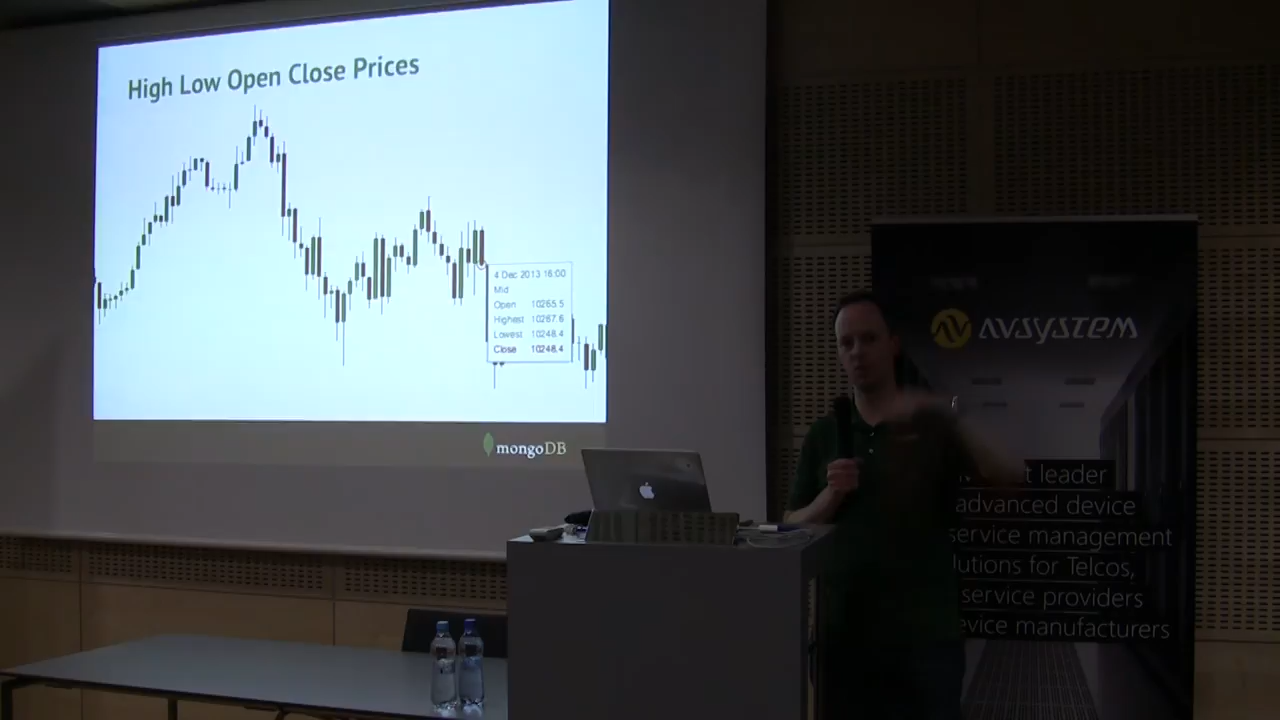 High Low Open Close Prices
4 Dec 2013 16:00
Mid
Open 10265.5
Highest 10267.6
Lowest 10248.4
Close 10248.4
mongoDB
AVSYSTEM
t leader
advanced device
service management
lutions for Telcos,
service providers
evice manufacturers